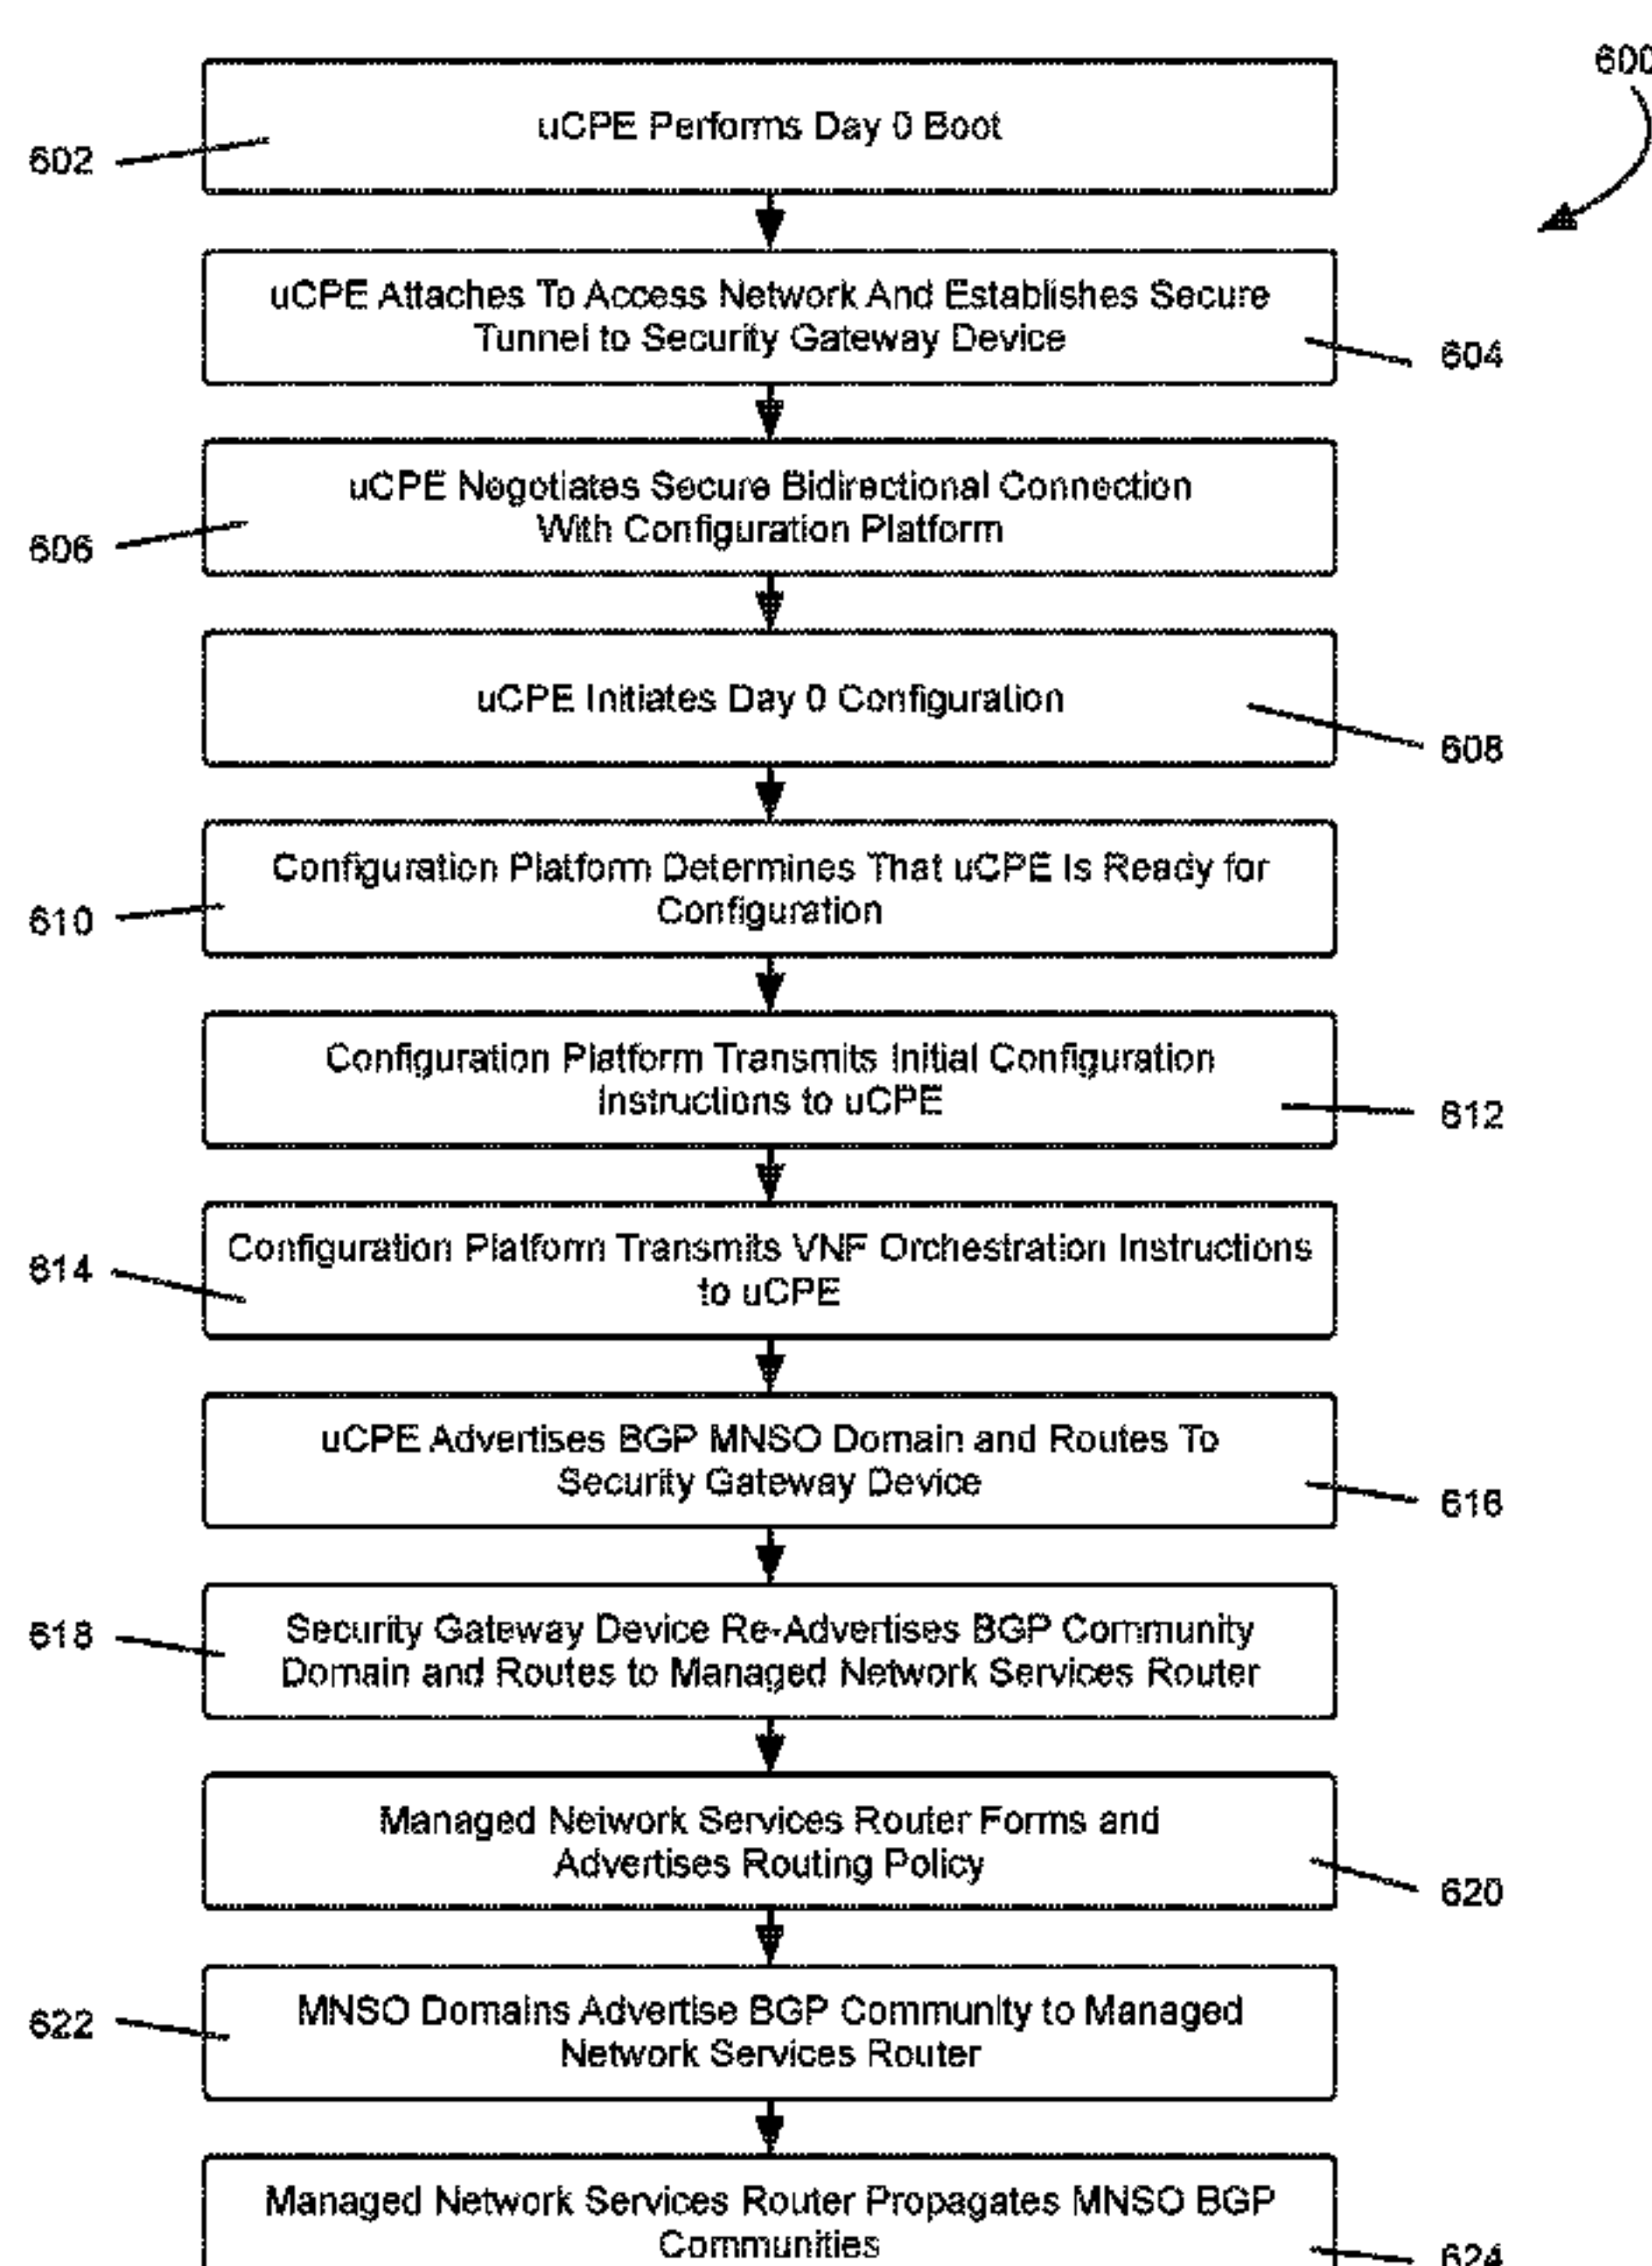 600
uCPE Performs Day 0 Boot
602
uCPE Attaches To Access Network And Establishes Secure
Tunnel to Security Gateway Device
604
uCPE Negotiates Secure Bidirectional Connection
With Configuration Platform
606
uCPE Initiates Day 0 Configuration
608
Configuration Platform Determines That uCPE Is Ready for
Configuration
610
Configuration Platform Transmits Initial Configuration
Instructions to uCPE
612
Configuration Platform Transmits VNF Orchestration Instructions
to uCPE
614
uCPE Advertises BGP MNSO Domain and Routes To
Security Gateway Device
616
Security Gateway Device Re-Advertises BGP Community
Domain and Routes to Managed Network Services Router
618
Managed Network Services Router Forms and
Advertises Routing Policy
620
MNSO Domains Advertise BGP Community to Managed
Network Services Router
622
Managed Network Services Router Propagates MNSO BGP
Communities
624